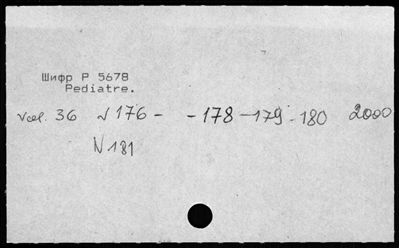 Шифр P 5678
Pediatre.
vol. 36 N 176 - - 178 - 179 - 180 2000
N 181